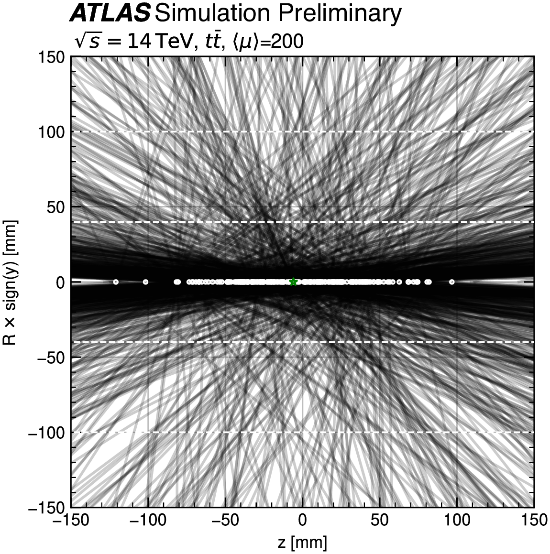 ATLAS Simulation Preliminary
√s = 14 TeV, tt̄, ⟨μ⟩=200
150
100
50
0
−50
−100
−150
R × sign(y) [mm]
−150 −100 −50 0 50 100 150
z [mm]